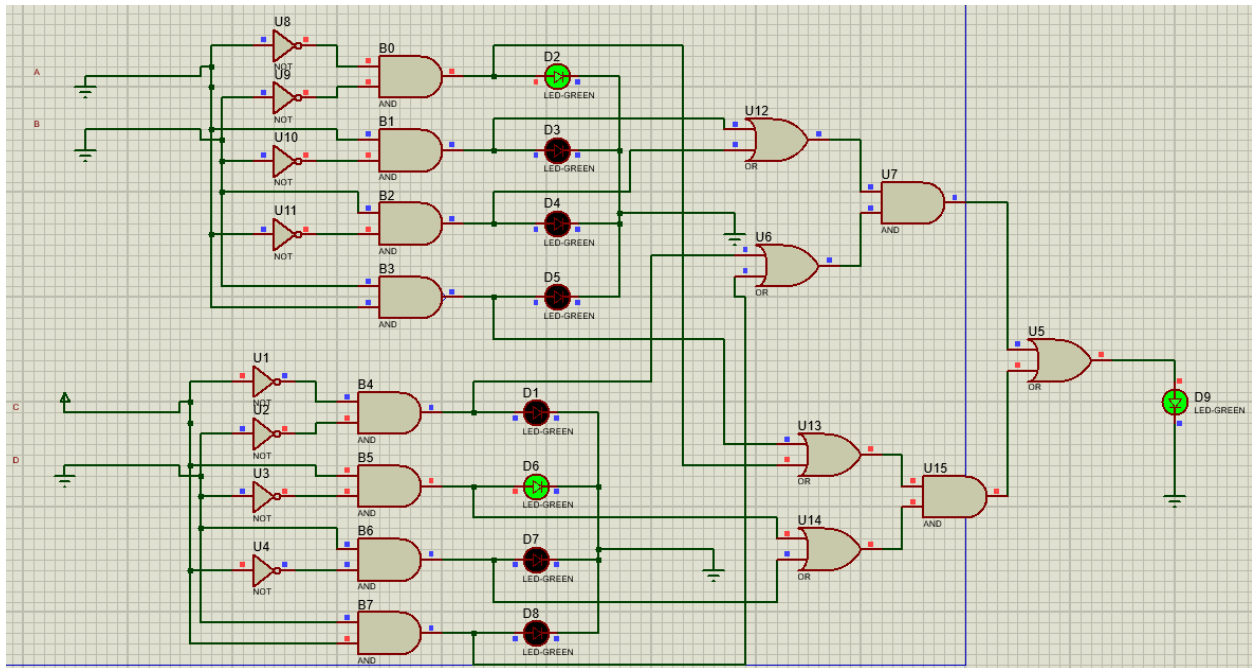 U8
NOT
A
U9
NOT
B
U10
NOT
U11
NOT
B0
AND
B1
AND
B2
AND
B3
AND
D2
LED-GREEN
D3
LED-GREEN
D4
LED-GREEN
D5
LED-GREEN
U12
OR
U6
OR
U7
AND
U5
OR
D9
LED-GREEN
U1
NOT
C
U2
NOT
D
U3
NOT
U4
NOT
B4
AND
B5
AND
B6
AND
B7
AND
D1
LED-GREEN
D6
LED-GREEN
D7
LED-GREEN
D8
LED-GREEN
U13
OR
U14
OR
U15
AND